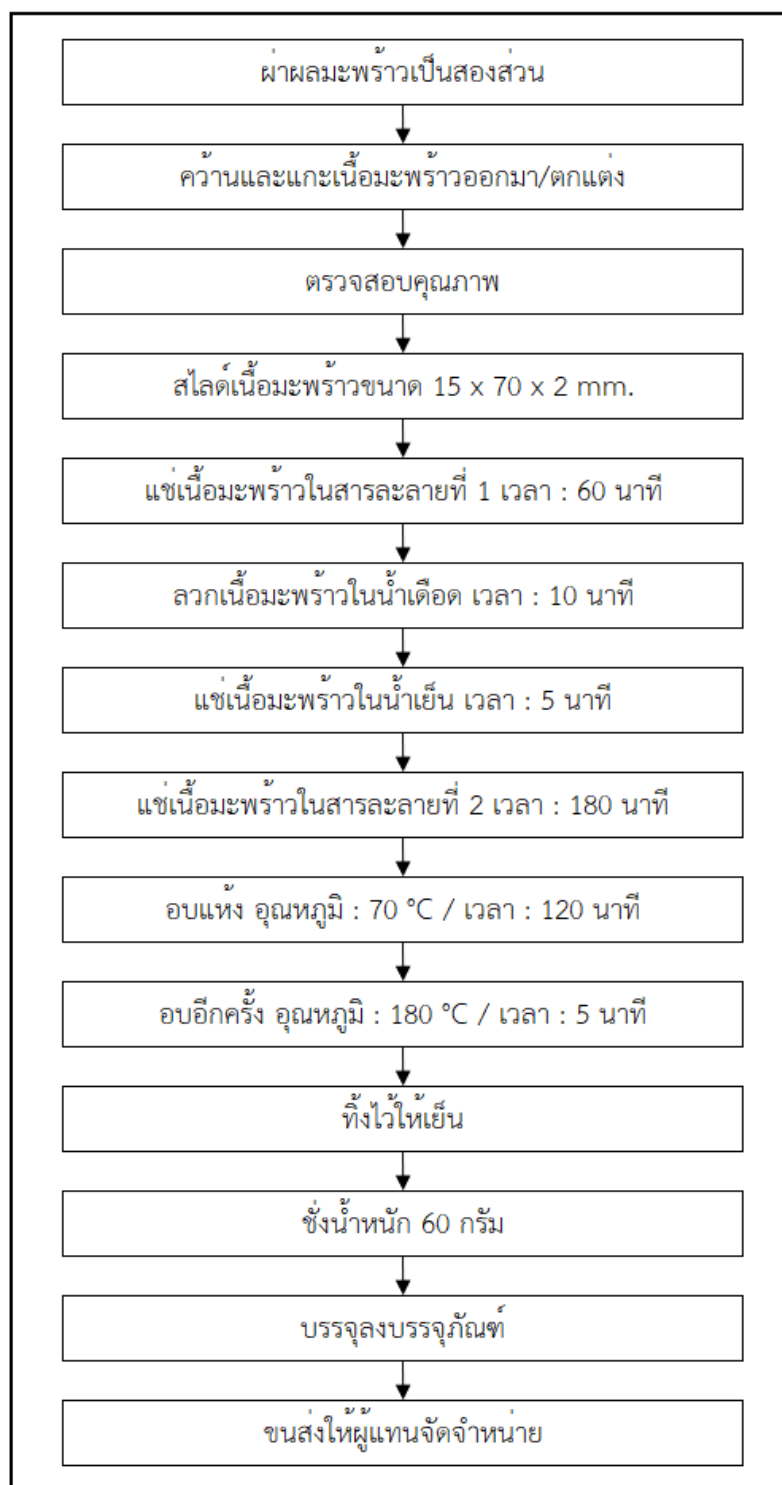 ผ่าผลมะพร้าวเป็นสองส่วน
คว้านและแกะเนื้อมะพร้าวออกมา/ตกแต่ง
ตรวจสอบคุณภาพ
สไลด์เนื้อมะพร้าวขนาด 15 x 70 x 2 mm.
แช่เนื้อมะพร้าวในสารละลายที่ 1 เวลา : 60 นาที
ลวกเนื้อมะพร้าวในน้ำเดือด เวลา : 10 นาที
แช่เนื้อมะพร้าวในน้ำเย็น เวลา : 5 นาที
แช่เนื้อมะพร้าวในสารละลายที่ 2 เวลา : 180 นาที
อบแห้ง อุณหภูมิ : 70 °C / เวลา : 120 นาที
อบอีกครั้ง อุณหภูมิ : 180 °C / เวลา : 5 นาที
ทิ้งไว้ให้เย็น
ชั่งน้ำหนัก 60 กรัม
บรรจุลงบรรจุภัณฑ์
ขนส่งให้ผู้แทนจัดจำหน่าย